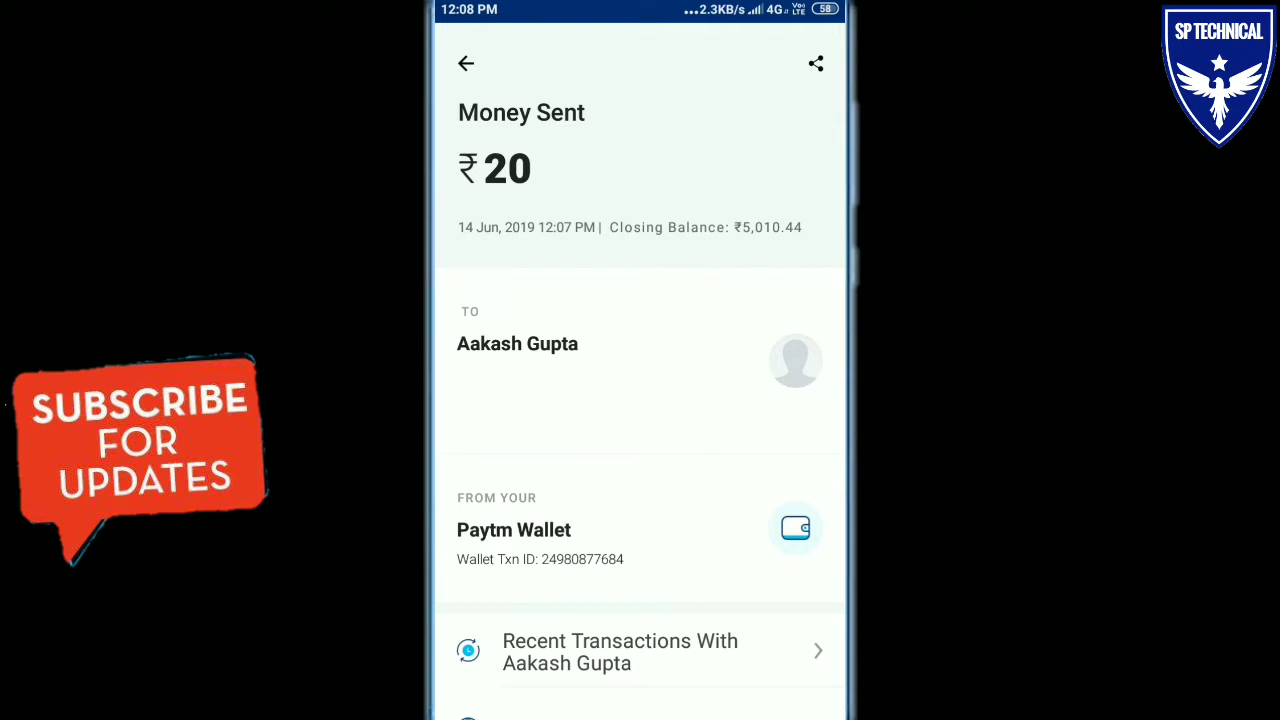 12:08 PM
...2.3KB/s 4G Vo) LTE 58
SP TECHNICAL
Money Sent
₹20
14 Jun, 2019 12:07 PM | Closing Balance: ₹5,010.44
TO
Aakash Gupta
SUBSCRIBE
FOR
UPDATES
FROM YOUR
Paytm Wallet
Wallet Txn ID: 24980877684
Recent Transactions With
Aakash Gupta